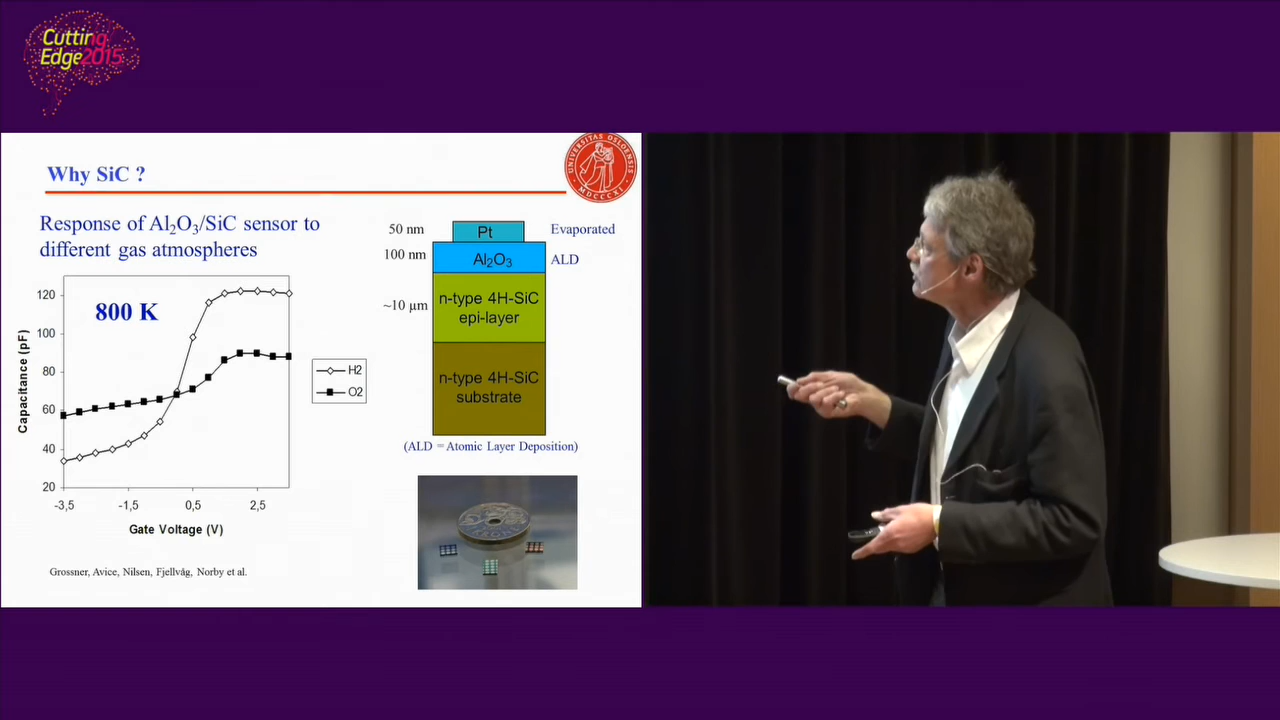 Cutting
Edge2015
Why SiC ?
UNIVERSITAS OSLOENSIS
MDCCCXI
Response of Al₂O₃/SiC sensor to
different gas atmospheres
800 K
Capacitance (pF)
120
100
80
60
40
20
-3,5
-1,5
0,5
2,5
Gate Voltage (V)
H2
O2
50 nm
Pt
Evaporated
100 nm
Al₂O₃
ALD
~10 µm
n-type 4H-SiC
epi-layer
n-type 4H-SiC
substrate
(ALD = Atomic Layer Deposition)
Grossner, Avice, Nilsen, Fjellvåg, Norby et al.